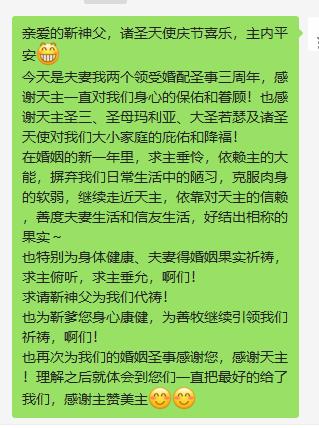 亲爱的靳神父，诸圣天使庆节喜乐，主内平
安😁
今天是夫妻我两个领受婚配圣事三周年，感
谢天主一直对我们身心的保佑和眷顾！也感
谢天主圣三、圣母玛利亚、大圣若瑟及诸圣
天使对我们大小家庭的庇佑和降福！
在婚姻的新一年里，求主垂怜，依赖主的大
能，摒弃我们日常生活中的陋习，克服肉身
的软弱，继续走近天主，依靠对天主的信赖
，善度夫妻生活和信友生活，好结出相称的
果实～
也特别为身体健康、夫妻得婚姻果实祈祷，
求主俯听，求主垂允，啊们！
求请靳神父为我们代祷！
也为靳爹您身心康健，为善牧继续引领我们
祈祷，啊们！
也再次为我们的婚姻圣事感谢您，感谢天主
！理解之后就体会到您们一直把最好的给了
我们，感谢主赞美主😊😊